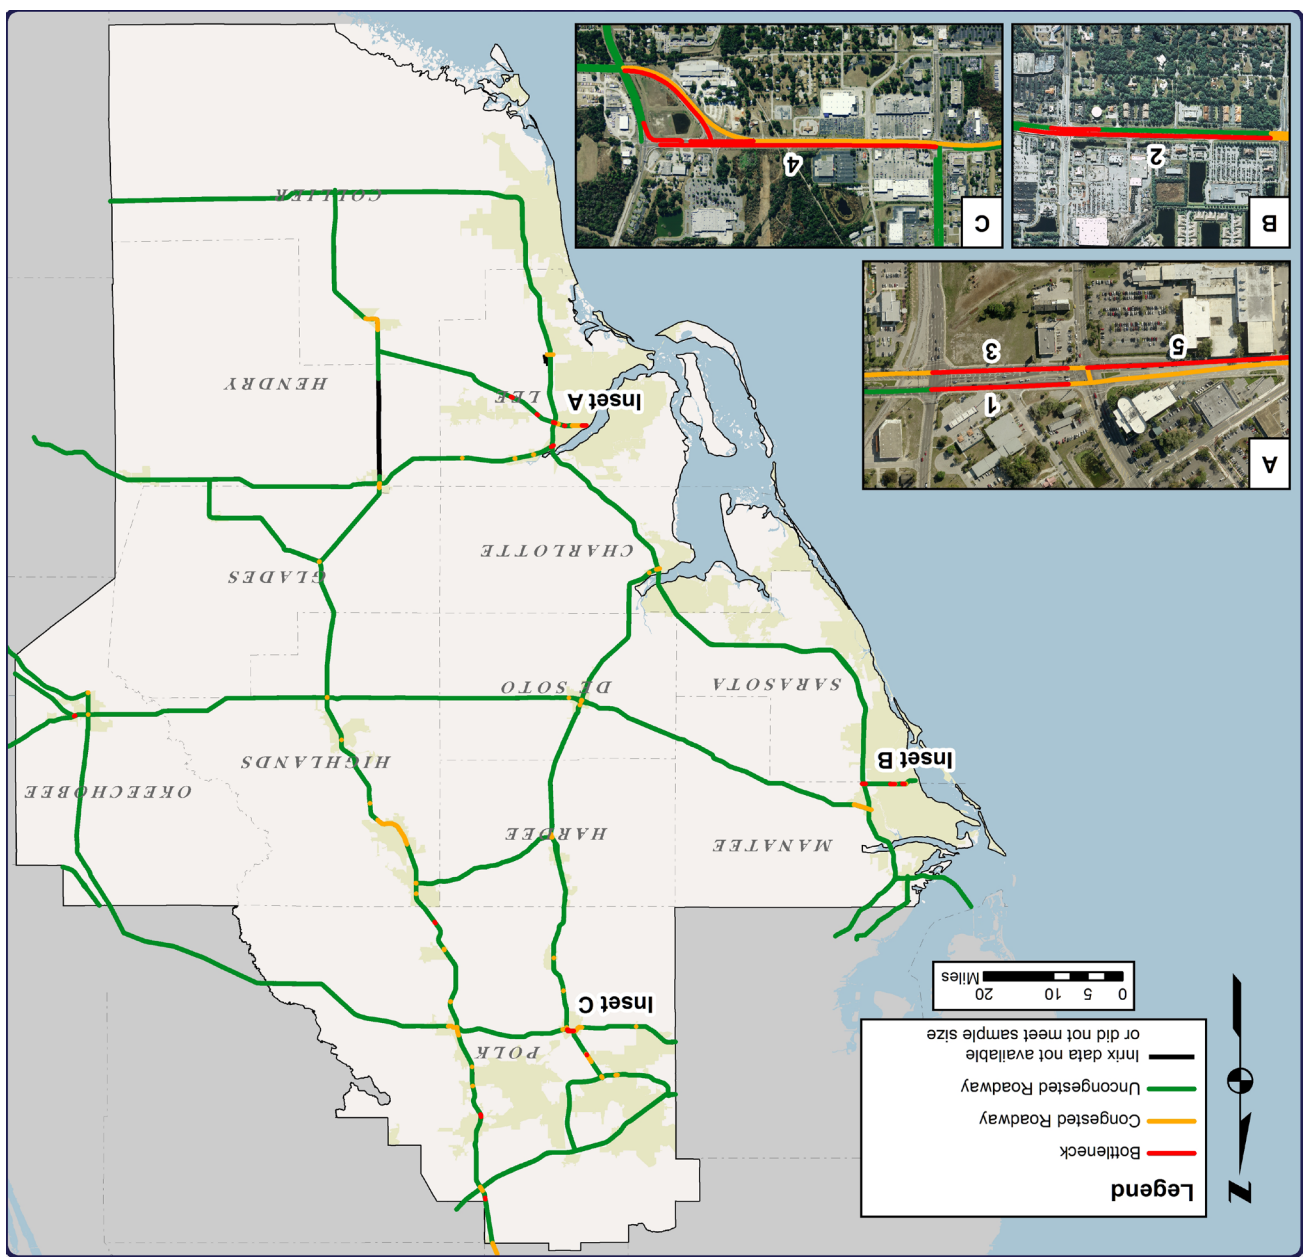 Legend
Bottleneck
Congested Roadway
Uncongested Roadway
Inrix data not available
or did not meet sample size
0 5 10 20
Miles
N
POLK
Inset C
MANATEE
HARDEE
HIGHLANDS
OKEECHOBEE
Inset B
SARASOTA
DE SOTO
GLADES
CHARLOTTE
Inset A
LEE
HENDRY
COLLIER
A
1
3
5
B
2
C
4